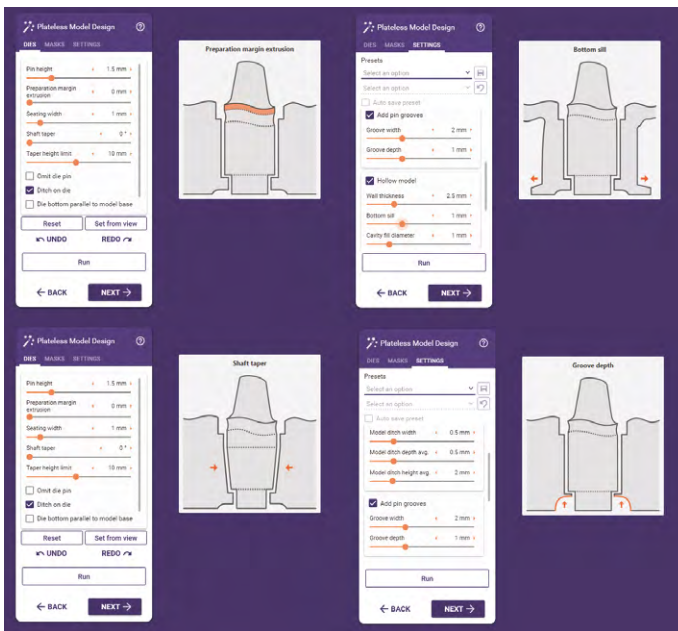 Plateless Model Design
DIES MASKS SETTINGS
Pin height 1.5 mm
Preparation margin
extrusion 0 mm
Seating width 1 mm
Shaft taper 0 °
Taper height limit 10 mm
Omit die pin
Ditch on die
Die bottom parallel to model base
Reset Set from view
UNDO REDO
Run
BACK NEXT
Preparation margin extrusion
Plateless Model Design
DIES MASKS SETTINGS
Presets
Select an option
Select an option
Auto save preset
Add pin grooves
Groove width 2 mm
Groove depth 1 mm
Hollow model
Wall thickness 2.5 mm
Bottom sill 1 mm
Cavity fill diameter 1 mm
Run
BACK NEXT
Bottom sill
Plateless Model Design
DIES MASKS SETTINGS
Pin height 1.5 mm
Preparation margin
extrusion 0 mm
Seating width 1 mm
Shaft taper 0 °
Taper height limit 10 mm
Omit die pin
Ditch on die
Die bottom parallel to model base
Reset Set from view
UNDO REDO
Run
BACK NEXT
Shaft taper
Plateless Model Design
DIES MASKS SETTINGS
Presets
Select an option
Select an option
Auto save preset
Model ditch width 0.5 mm
Model ditch depth avg. 0.5 mm
Model ditch height avg. 2 mm
Add pin grooves
Groove width 2 mm
Groove depth 1 mm
Run
BACK NEXT
Groove depth